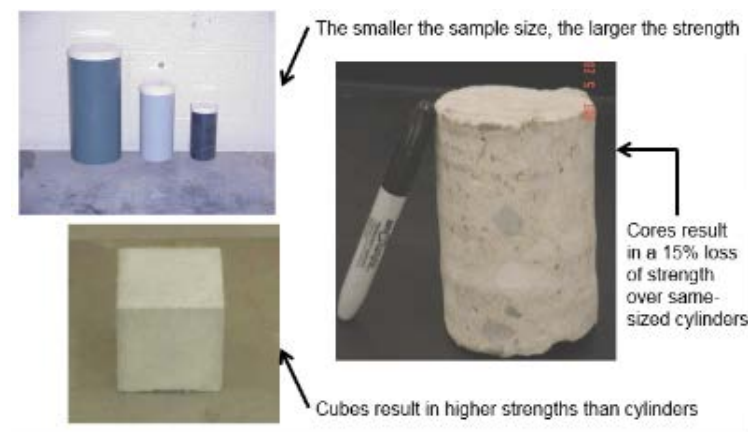 The smaller the sample size, the larger the strength
Cores result
in a 15% loss
of strength
over same-
sized cylinders
Cubes result in higher strengths than cylinders